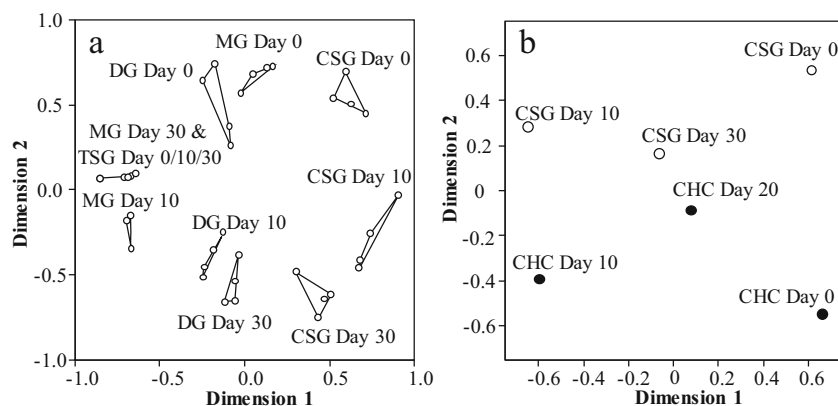 a
MG Day 0
DG Day 0
CSG Day 0
MG Day 30 &
TSG Day 0/10/30
CSG Day 10
MG Day 10
DG Day 10
DG Day 30
CSG Day 30
Dimension 2
1.0
0.5
0.0
-0.5
-1.0
-1.0
-0.5
0.0
0.5
1.0
Dimension 1
b
CSG Day 0
CSG Day 10
CSG Day 30
CHC Day 20
CHC Day 10
CHC Day 0
Dimension 2
0.6
0.4
0.2
0
-0.2
-0.4
-0.6
-0.6
-0.4
-0.2
0
0.2
0.4
0.6
Dimension 1